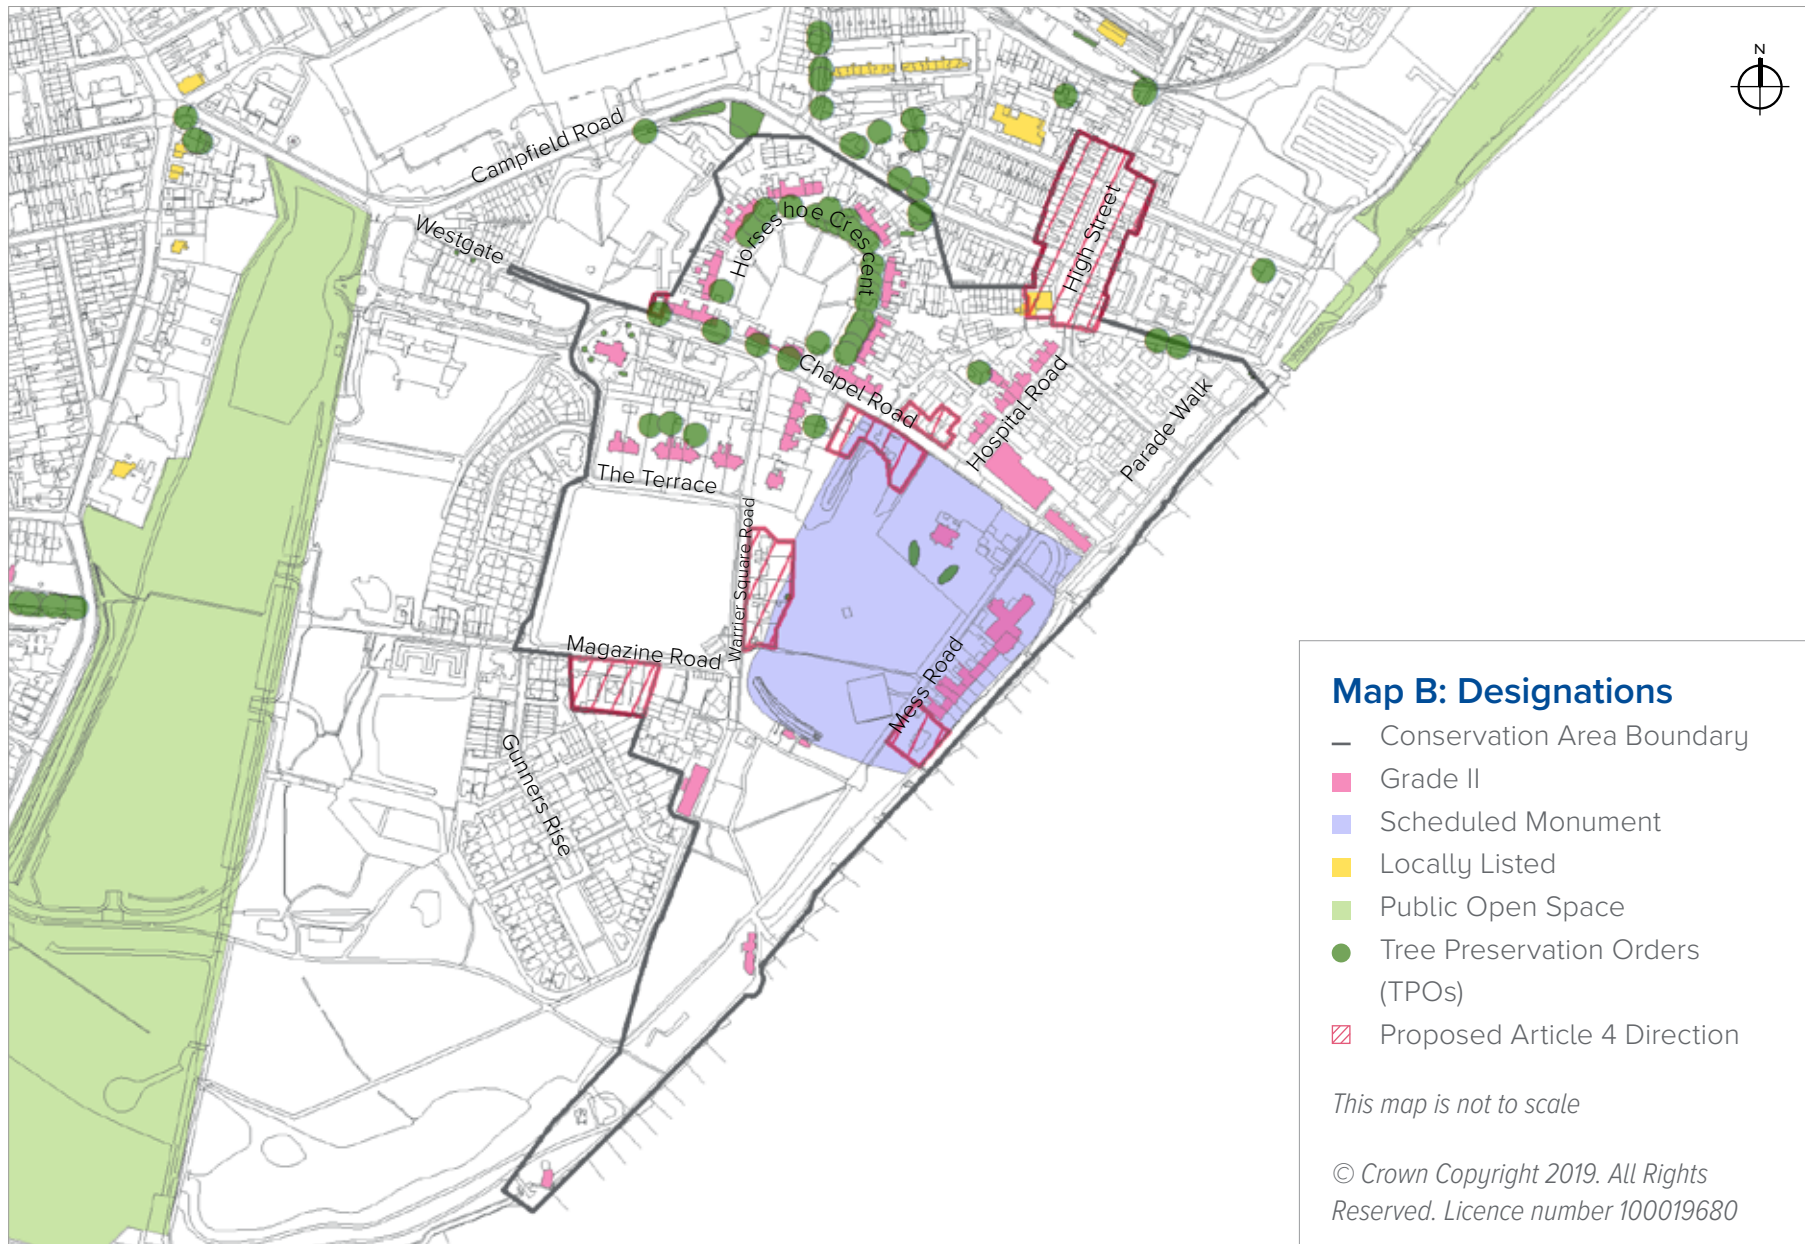 N
Campfield Road
Westgate
Horseshoe Crescent
High Street
Chapel Road
Hospital Road
Parade Walk
The Terrace
Warrier Square Road
Magazine Road
Mess Road
Gunners Rise
Map B: Designations
Conservation Area Boundary
Grade II
Scheduled Monument
Locally Listed
Public Open Space
Tree Preservation Orders
(TPOs)
Proposed Article 4 Direction
This map is not to scale
© Crown Copyright 2019. All Rights
Reserved. Licence number 100019680